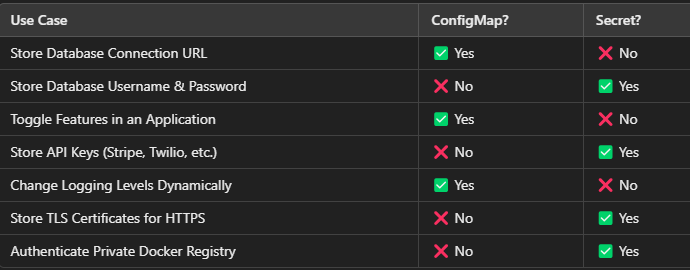 Use Case ConfigMap? Secret?
Store Database Connection URL ✅ Yes ❌ No
Store Database Username & Password ❌ No ✅ Yes
Toggle Features in an Application ✅ Yes ❌ No
Store API Keys (Stripe, Twilio, etc.) ❌ No ✅ Yes
Change Logging Levels Dynamically ✅ Yes ❌ No
Store TLS Certificates for HTTPS ❌ No ✅ Yes
Authenticate Private Docker Registry ❌ No ✅ Yes